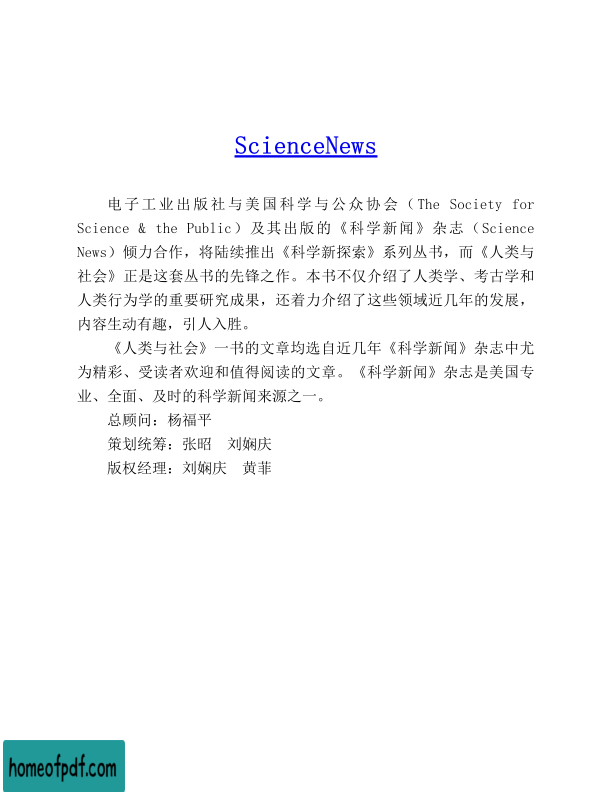 ScienceNews
电子工业出版社与美国科学与公众协会（The Society for
Science & the Public）及其出版的《科学新闻》杂志（Science
News）倾力合作，将陆续推出《科学新探索》系列丛书，而《人类与
社会》正是这套丛书的先锋之作。本书不仅介绍了人类学、考古学和
人类行为学的重要研究成果，还着力介绍了这些领域近几年的发展，
内容生动有趣，引人入胜。
《人类与社会》一书的文章均选自近几年《科学新闻》杂志中尤
为精彩、受读者欢迎和值得阅读的文章。《科学新闻》杂志是美国专
业、全面、及时的科学新闻来源之一。
总顾问：杨福平
策划统筹：张昭　刘娴庆
版权经理：刘娴庆　黄菲
homeofpdf.com